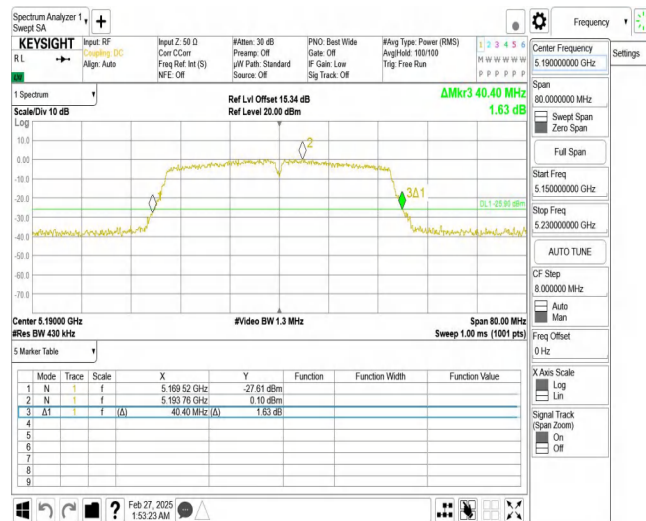 Spectrum Analyzer 1
Swept SA
+
Frequency
KEYSIGHT
R L
LW
Input: RF
Coupling: DC
Align: Auto
Input Z: 50 Ω
Corr CCorr
Freq Ref: Int (S)
NFE: Off
#Atten: 30 dB
Preamp: Off
µW Path: Standard
Source: Off
PNO: Best Wide
Gate: Off
IF Gain: Low
Sig Track: Off
#Avg Type: Power (RMS)
Avg|Hold: 100/100
Trig: Free Run
1 2 3 4 5 6
M W W W W W
P P P P P P
1 Spectrum
Scale/Div 10 dB
Log
Ref Lvl Offset 15.34 dB
Ref Level 20.00 dBm
ΔMkr3 40.40 MHz
1.63 dB
10.0
0.00
-10.0
-20.0
-30.0
-40.0
-50.0
-60.0
-70.0
2
3Δ1
DL1 -25.90 dBm
Center 5.19000 GHz
#Res BW 430 kHz
#Video BW 1.3 MHz
Span 80.00 MHz
Sweep 1.00 ms (1001 pts)
5 Marker Table
Mode Trace Scale X Y Function Function Width Function Value
1 N 1 f 5.169 52 GHz -27.61 dBm
2 N 1 f 5.193 76 GHz 0.10 dBm
3 Δ1 1 f (Δ) 40.40 MHz (Δ) 1.63 dB
4
5
6
7
8
9
Feb 27, 2025
1:53:23 AM
?
Settings
Center Frequency
5.190000000 GHz
Span
80.0000000 MHz
Swept Span
Zero Span
Full Span
Start Freq
5.150000000 GHz
Stop Freq
5.230000000 GHz
AUTO TUNE
CF Step
8.000000 MHz
Auto
Man
Freq Offset
0 Hz
X Axis Scale
Log
Lin
Signal Track
(Span Zoom)
On
Off